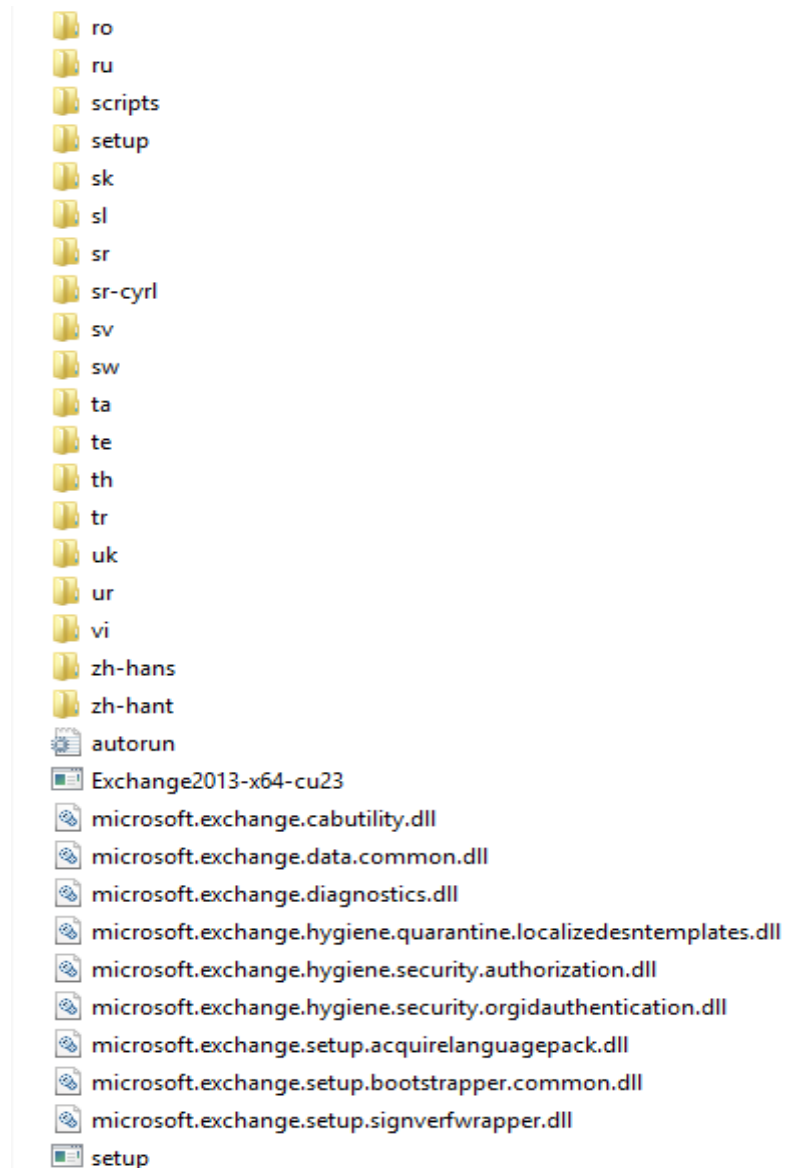 ro
ru
scripts
setup
sk
sl
sr
sr-cyrl
sv
sw
ta
te
th
tr
uk
ur
vi
zh-hans
zh-hant
autorun
Exchange2013-x64-cu23
microsoft.exchange.cabutility.dll
microsoft.exchange.data.common.dll
microsoft.exchange.diagnostics.dll
microsoft.exchange.hygiene.quarantine.localizedesntemplates.dll
microsoft.exchange.hygiene.security.authorization.dll
microsoft.exchange.hygiene.security.orgidauthentication.dll
microsoft.exchange.setup.acquirelanguagepack.dll
microsoft.exchange.setup.bootstrapper.common.dll
microsoft.exchange.setup.signverfwrapper.dll
setup